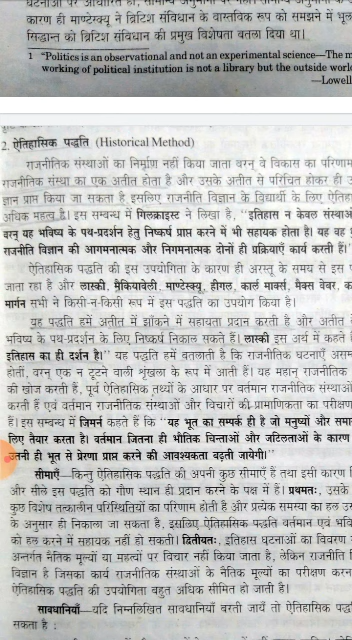 घटनाओं पर आधारित हो, सामान्य अनुमानों पर नहीं
कारण ही माण्टेस्क्यू ने ब्रिटिश संविधान के वास्तविक रूप को समझने में भूल
सिद्धान्त को ब्रिटिश संविधान की प्रमुख विशेषता बतला दिया था।
1 “Politics is an observational and not an experimental science—The m
working of political institution is not a library but the outside worl
—Lowell
2. ऐतिहासिक पद्धति (Historical Method)
राजनीतिक संस्थाओं का निर्माण नहीं किया जाता वरन् वे विकास का परिणाम
राजनीतिक संस्था का एक अतीत होता है और उसके अतीत से परिचित होकर ही उ
ज्ञान प्राप्त किया जा सकता है इसलिए राजनीति विज्ञान के विद्यार्थी के लिए ऐतिहा
अधिक महत्व है। इस सम्बन्ध में गिलक्राइस्ट ने लिखा है, “इतिहास न केवल संस्थाओं
वरन् यह भविष्य के पथ-प्रदर्शन हेतु निष्कर्ष प्राप्त करने में भी सहायक होता है। यह वह धु
राजनीति विज्ञान की आगमनात्मक और निगमनात्मक दोनों ही प्रक्रियाएँ कार्य करती हैं।”
ऐतिहासिक पद्धति की इस उपयोगिता के कारण ही अरस्तू के समय से इस प
जाता रहा है और लास्की, मैकियावेली, माण्टेस्क्यू, हीगल, कार्ल मार्क्स, मैक्स वेबर, क
मार्गन सभी ने किसी-न-किसी रूप में इस पद्धति का उपयोग किया है।
यह पद्धति हमें अतीत में झाँकने में सहायता प्रदान करती है और अतीत
भविष्य के पथ-प्रदर्शन के लिए निष्कर्ष निकाल सकते हैं। लास्की इस अर्थ में कहते हैं
इतिहास का ही दर्शन है।” यह पद्धति हमें बतलाती है कि राजनीतिक घटनाएँ असम
होतीं, वरन् एक न टूटने वाली शृंखला के रूप में आती हैं। यह महान् राजनीतिक
की खोज करती हैं, पूर्व ऐतिहासिक तथ्यों के आधार पर वर्तमान राजनीतिक संस्थाओं
करती हैं एवं वर्तमान राजनीतिक संस्थाओं और विचारों की प्रामाणिकता का परीक्षण
हैं। इस सम्बन्ध में जिमर्न कहते हैं कि “यह भूत का सम्पर्क ही है जो मनुष्यों और समा
लिए तैयार करता है। वर्तमान जितना ही भौतिक चिन्ताओं और जटिलताओं के कारण
उतनी ही भूत से प्रेरणा प्राप्त करने की आवश्यकता बढ़ती जायेगी।”
सीमाएँ—किन्तु ऐतिहासिक पद्धति की अपनी कुछ सीमाएँ हैं तथा इसी कारण
और सीले इस पद्धति को गौण स्थान ही प्रदान करने के पक्ष में हैं। प्रथमतः, उसके
कुछ विशेष तत्कालीन परिस्थितियों का परिणाम होती है और प्रत्येक समस्या का हल उस
के अनुसार ही निकाला जा सकता है, इसलिए ऐतिहासिक पद्धति वर्तमान एवं भवि
को हल करने में सहायक नहीं हो सकती। द्वितीयतः, इतिहास घटनाओं का विवरण
अन्तर्गत नैतिक मूल्यों या महत्वों पर विचार नहीं किया जाता है, लेकिन राजनीति वि
विज्ञान है जिसका कार्य राजनीतिक संस्थाओं के नैतिक मूल्यों का परीक्षण करन
ऐतिहासिक पद्धति की उपयोगिता बहुत अधिक सीमित हो जाती है।
सावधानियाँ—यदि निम्नलिखित सावधानियाँ बरती जायें तो ऐतिहासिक पद्ध
सकता है :